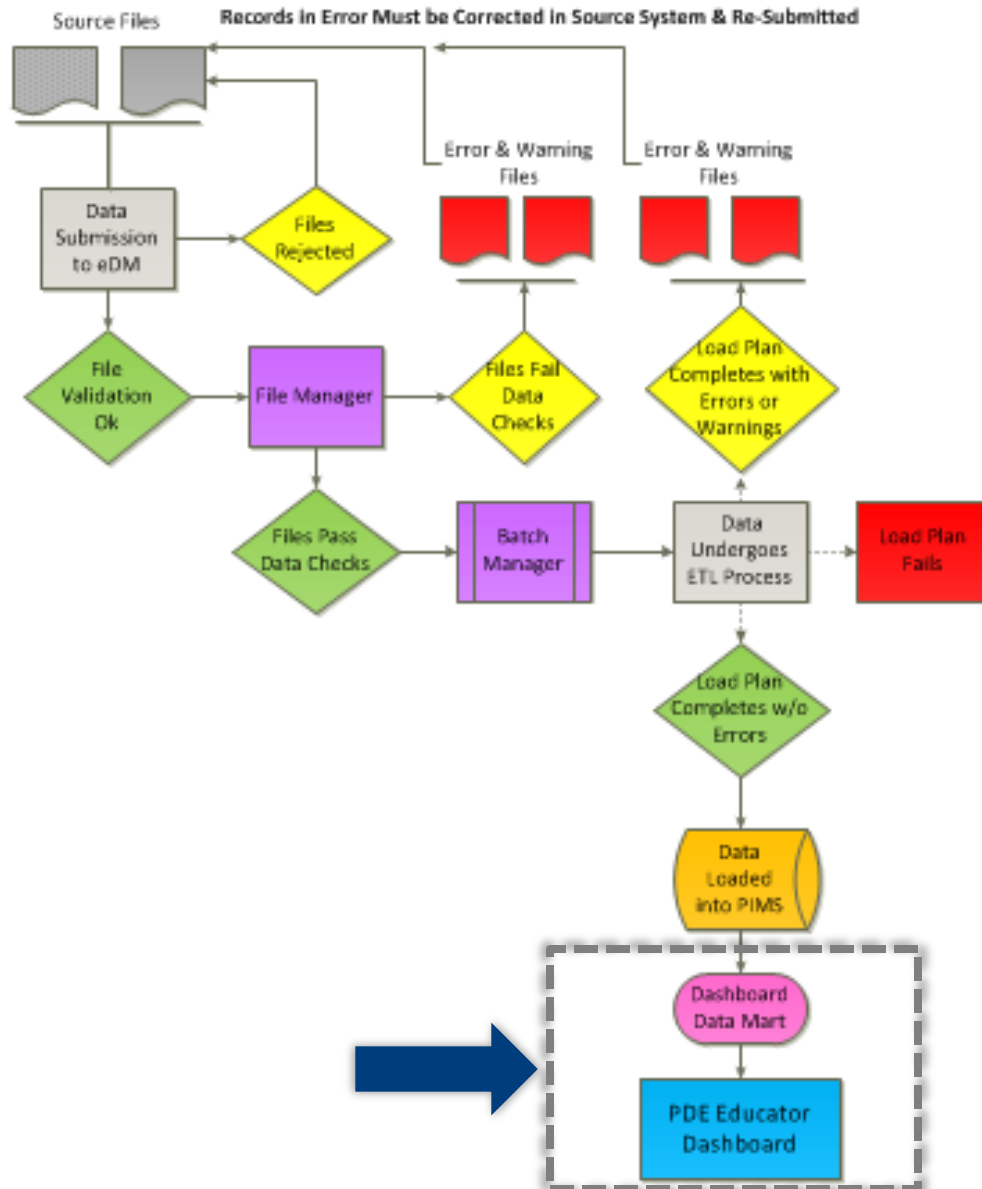 Source Files
Records in Error Must be Corrected in Source System & Re-Submitted
Error & Warning
Files
Error & Warning
Files
Data
Submission
to eDM
Files
Rejected
File
Validation
Ok
File Manager
Files Fail
Data
Checks
Load Plan
Completes with
Errors or
Warnings
Files Pass
Data Checks
Batch
Manager
Data
Undergoes
ETL Process
Load Plan
Fails
Load Plan
Completes w/o
Errors
Data
Loaded
into PIMS
Dashboard
Data Mart
PDE Educator
Dashboard